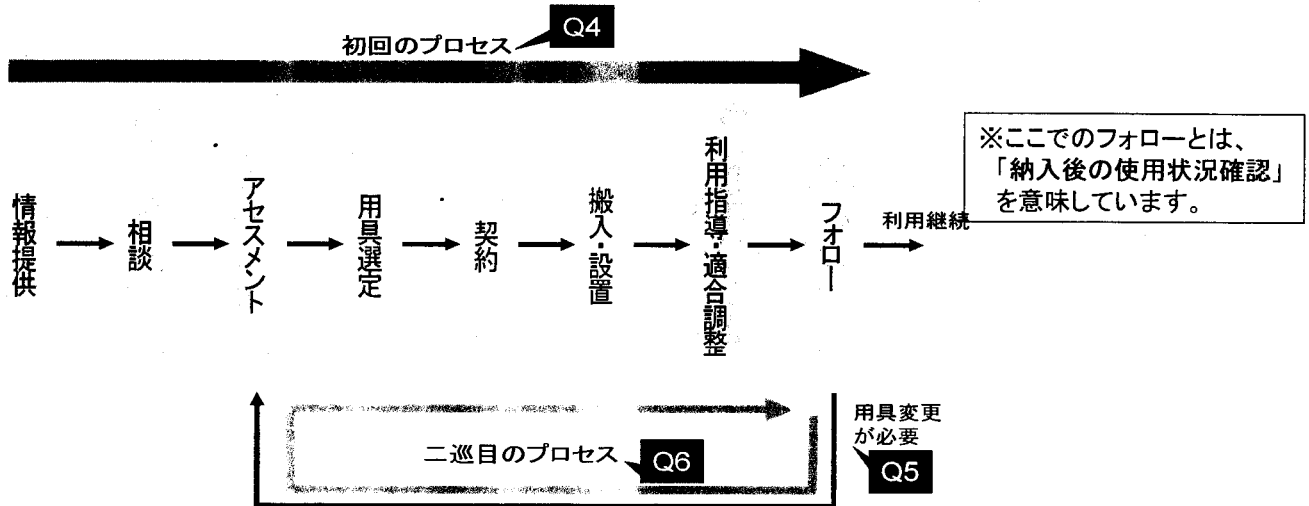 初回のプロセス
Q4
※ここでのフォローとは、
「納入後の使用状況確認」
を意味しています。
情報提供
相談
アセスメント
用具選定
契約
搬入・設置
利用指導・適合調整
フォロー
利用継続
用具変更
が必要
Q5
二巡目のプロセス
Q6